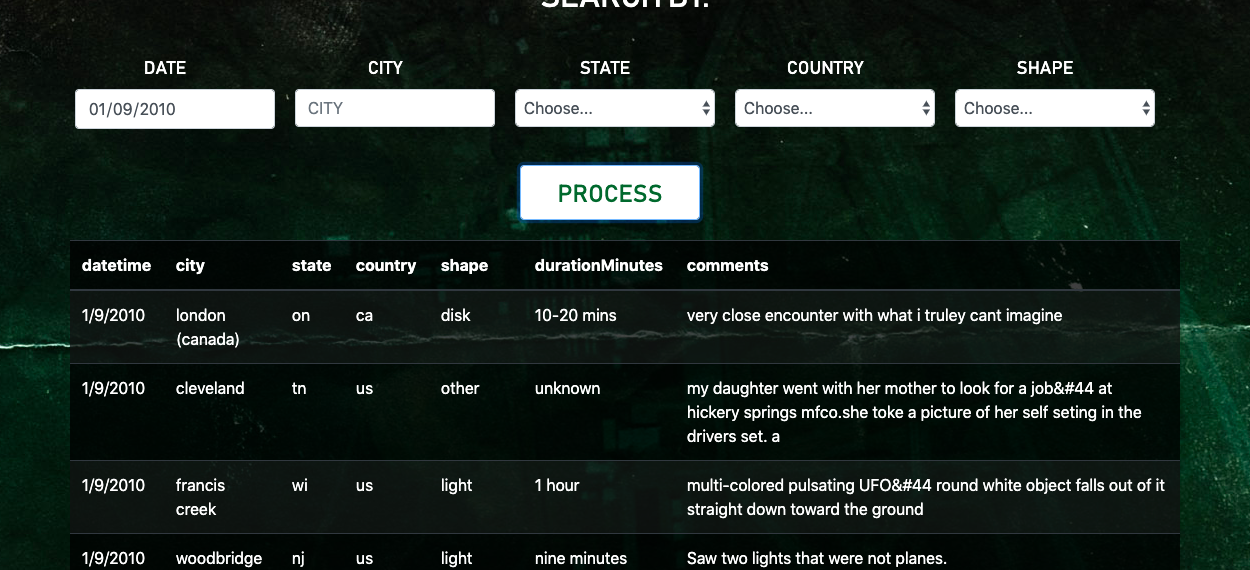 SEARCH BY:
DATE CITY STATE COUNTRY SHAPE
01/09/2010 CITY Choose... Choose... Choose...
PROCESS
datetime city state country shape durationMinutes comments
1/9/2010 london on ca disk 10-20 mins very close encounter with what i truley cant imagine
(canada)
1/9/2010 cleveland tn us other unknown my daughter went with her mother to look for a job&#44 at
hickery springs mfco.she toke a picture of her self seting in the
drivers set. a
1/9/2010 francis wi us light 1 hour multi-colored pulsating UFO&#44 round white object falls out of it
creek straight down toward the ground
1/9/2010 woodbridge nj us light nine minutes Saw two lights that were not planes.